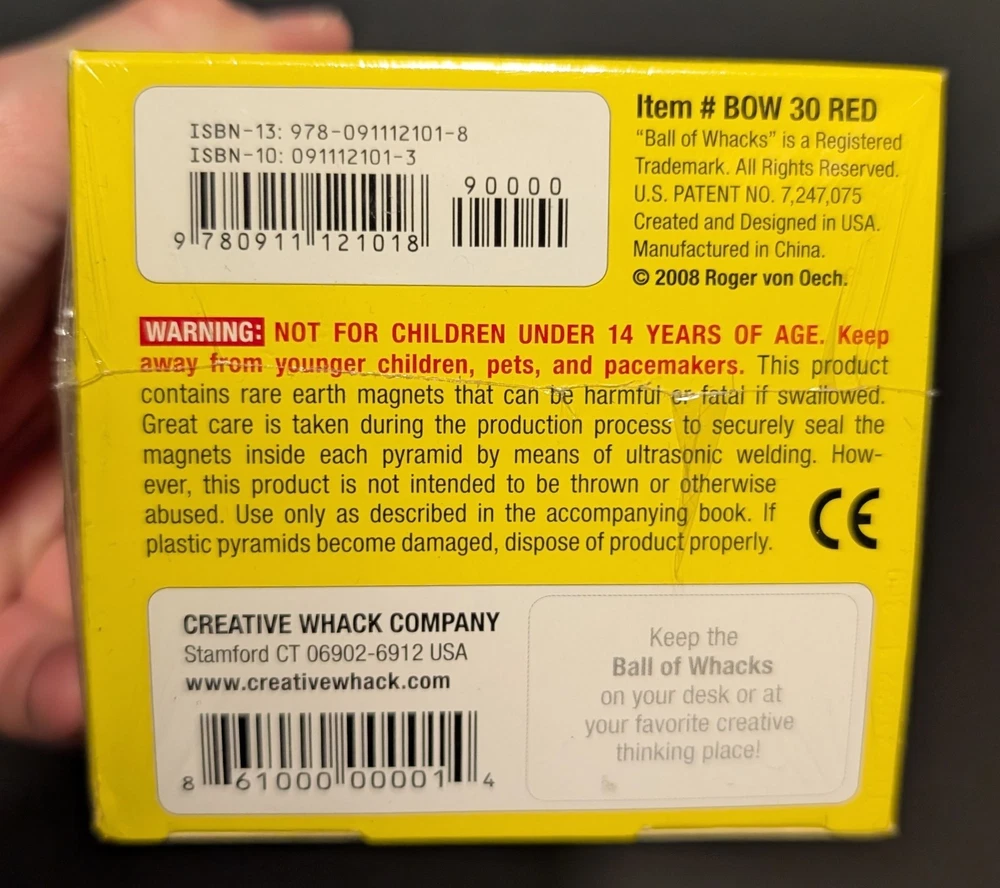 ISBN-13: 978-091112101-8
ISBN-10: 091112101-3
90000
9 780911 121018
Item # BOW 30 RED
“Ball of Whacks” is a Registered
Trademark. All Rights Reserved.
U.S. PATENT NO. 7,247,075
Created and Designed in USA.
Manufactured in China.
© 2008 Roger von Oech.
WARNING: NOT FOR CHILDREN UNDER 14 YEARS OF AGE. Keep
away from younger children, pets, and pacemakers. This product
contains rare earth magnets that can be harmful or fatal if swallowed.
Great care is taken during the production process to securely seal the
magnets inside each pyramid by means of ultrasonic welding. How-
ever, this product is not intended to be thrown or otherwise
abused. Use only as described in the accompanying book. If
plastic pyramids become damaged, dispose of product properly.
CE
CREATIVE WHACK COMPANY
Stamford CT 06902-6912 USA
www.creativewhack.com
8 61000 00001 4
Keep the
Ball of Whacks
on your desk or at
your favorite creative
thinking place!